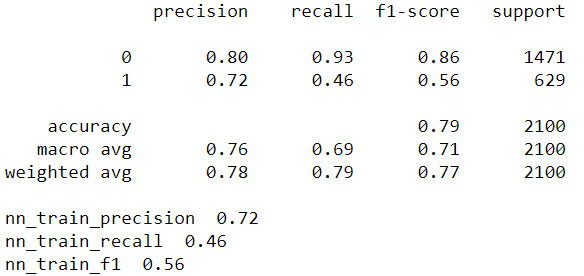 precision recall f1-score support
0 0.80 0.93 0.86 1471
1 0.72 0.46 0.56 629
accuracy 0.79 2100
macro avg 0.76 0.69 0.71 2100
weighted avg 0.78 0.79 0.77 2100
nn_train_precision 0.72
nn_train_recall 0.46
nn_train_f1 0.56